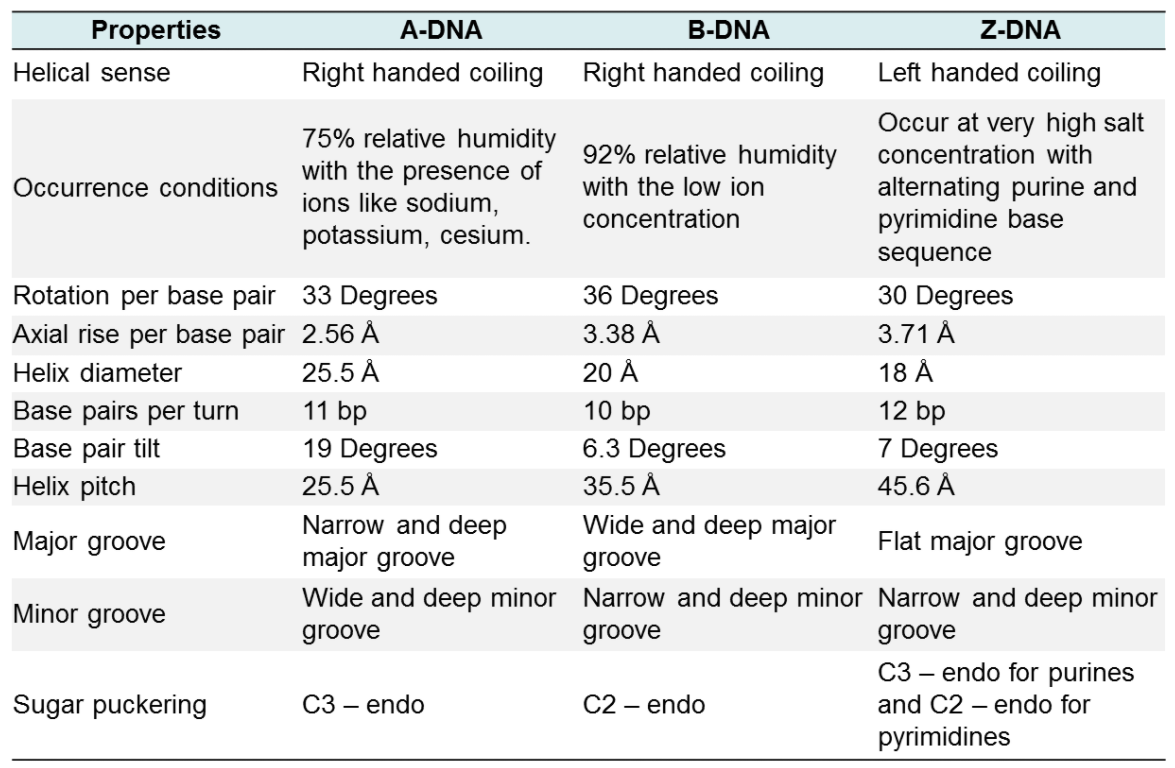 Properties A-DNA B-DNA Z-DNA
Helical sense Right handed coiling Right handed coiling Left handed coiling
Occurrence conditions
75% relative humidity
with the presence of
ions like sodium,
potassium, cesium.
92% relative humidity
with the low ion
concentration
Occur at very high salt
concentration with
alternating purine and
pyrimidine base
sequence
Rotation per base pair 33 Degrees 36 Degrees 30 Degrees
Axial rise per base pair 2.56 Å 3.38 Å 3.71 Å
Helix diameter 25.5 Å 20 Å 18 Å
Base pairs per turn 11 bp 10 bp 12 bp
Base pair tilt 19 Degrees 6.3 Degrees 7 Degrees
Helix pitch 25.5 Å 35.5 Å 45.6 Å
Major groove
Narrow and deep
major groove
Wide and deep major
groove
Flat major groove
Minor groove
Wide and deep minor
groove
Narrow and deep minor
groove
Narrow and deep minor
groove
Sugar puckering
C3 – endo
C2 – endo
C3 – endo for purines
and C2 – endo for
pyrimidines